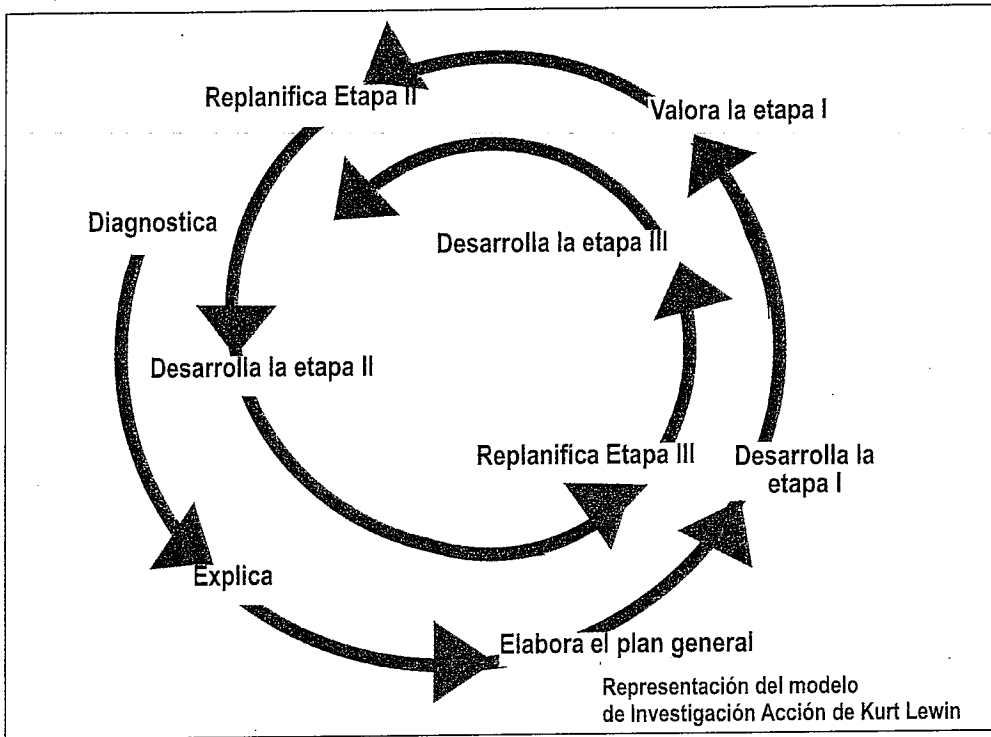 Replanifica Etapa II
Valora la etapa I
Diagnostica
Desarrolla la etapa III
Desarrolla la etapa II
Replanifica Etapa III
Desarrolla la
etapa I
Explica
Elabora el plan general
Representación del modelo
de Investigación Acción de Kurt Lewin